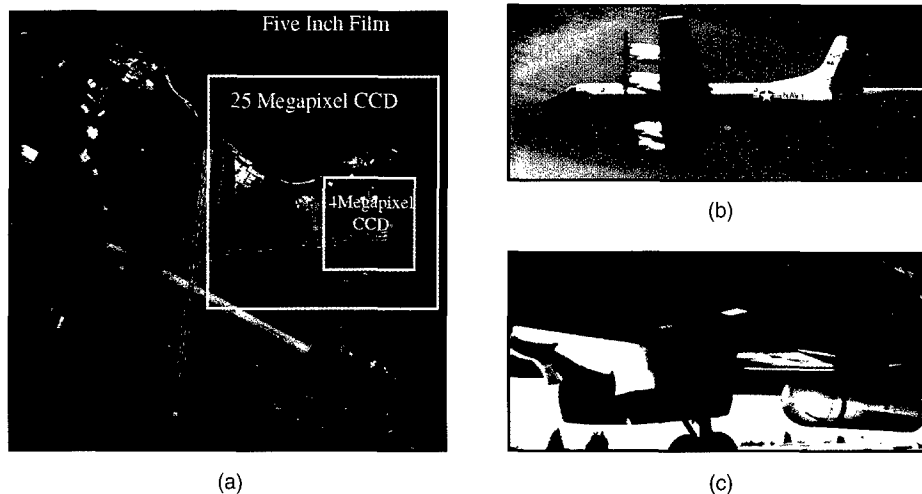 Five Inch Film
25 Megapixel CCD
4Megapixel
CCD
NAVY
(a)
(b)
(c)